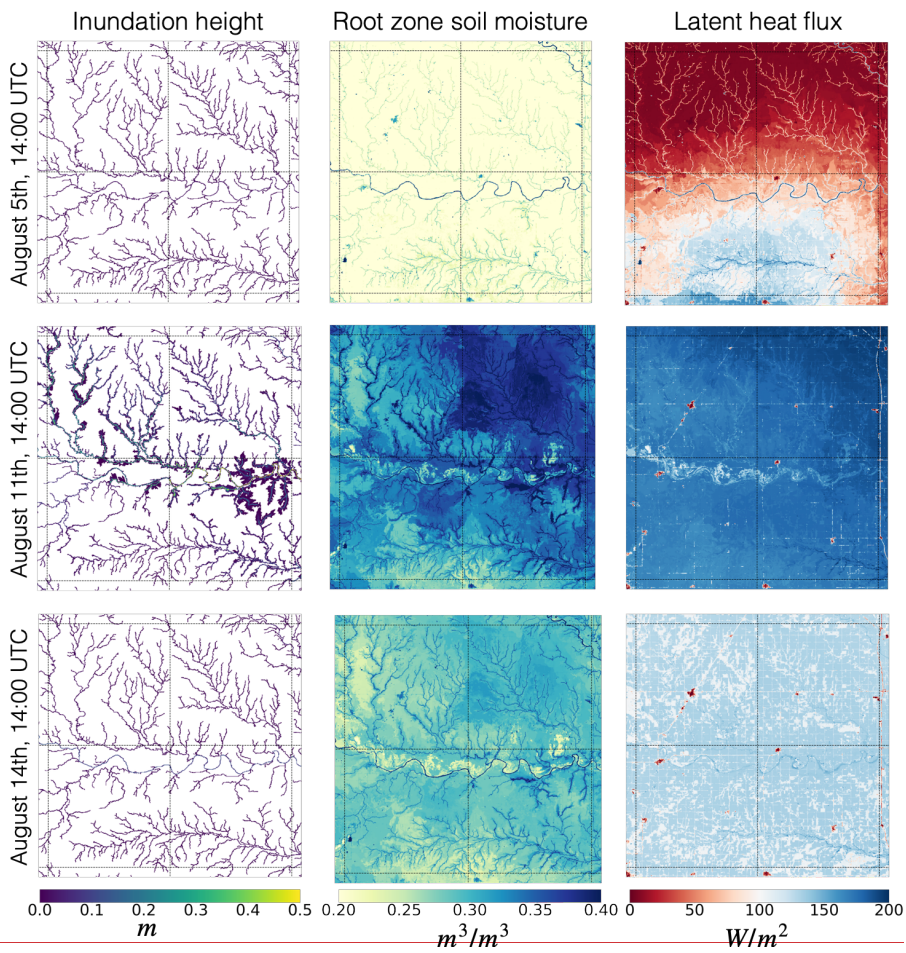 Inundation height Root zone soil moisture Latent heat flux
August 5th, 14:00 UTC
August 11th, 14:00 UTC
August 14th, 14:00 UTC
0.0 0.1 0.2 0.3 0.4 0.5 0.20 0.25 0.30 0.35 0.40 0 50 100 150 200
m m³/m³ W/m²